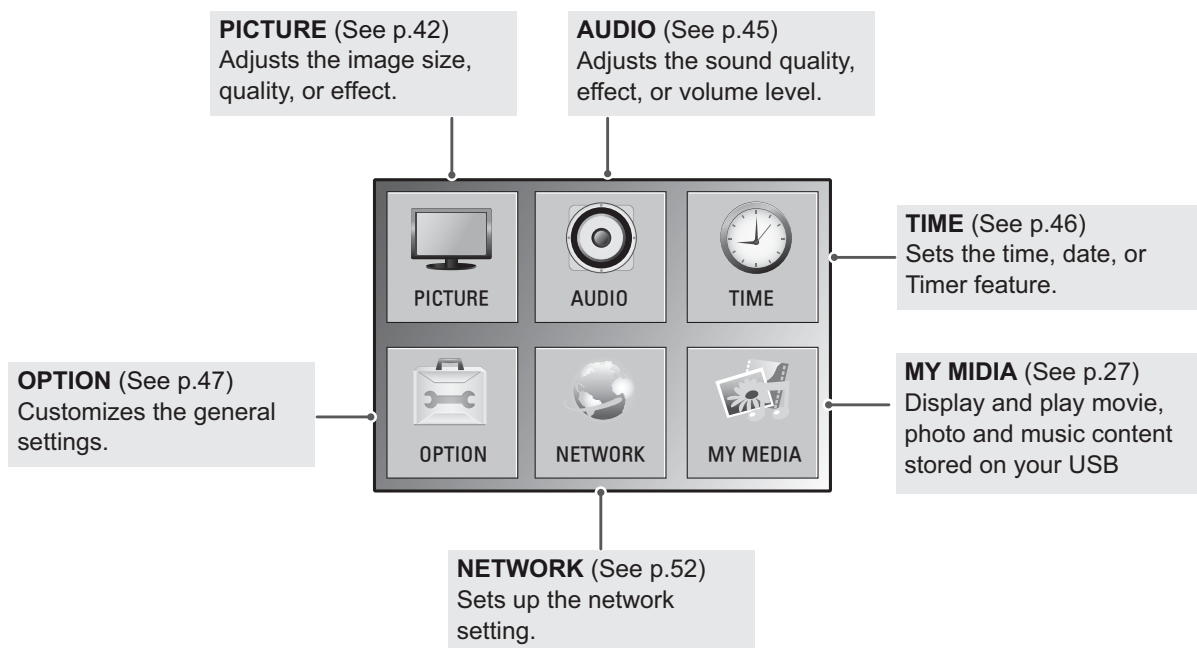 PICTURE (See p.42)
Adjusts the image size,
quality, or effect.
AUDIO (See p.45)
Adjusts the sound quality,
effect, or volume level.
PICTURE
AUDIO
TIME
TIME (See p.46)
Sets the time, date, or
Timer feature.
OPTION (See p.47)
Customizes the general
settings.
OPTION
NETWORK
MY MEDIA
MY MIDIA (See p.27)
Display and play movie,
photo and music content
stored on your USB
NETWORK (See p.52)
Sets up the network
setting.